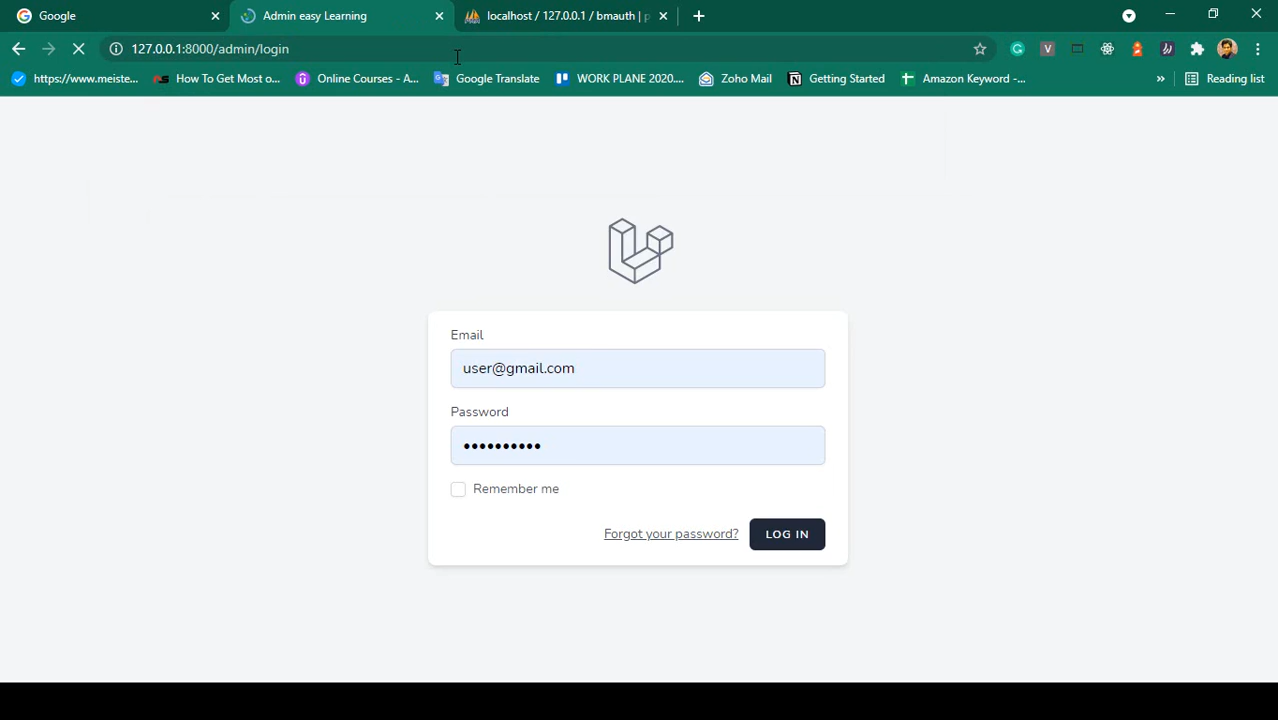 Google
Admin easy Learning
localhost / 127.0.0.1 / bmauth | p
127.0.0.1:8000/admin/login
https://www.meiste...
How To Get Most o...
Online Courses - A...
Google Translate
WORK PLANE 2020....
Zoho Mail
Getting Started
Amazon Keyword -...
»
Reading list
Email
user@gmail.com
Password
••••••••••
Remember me
Forgot your password?
LOG IN